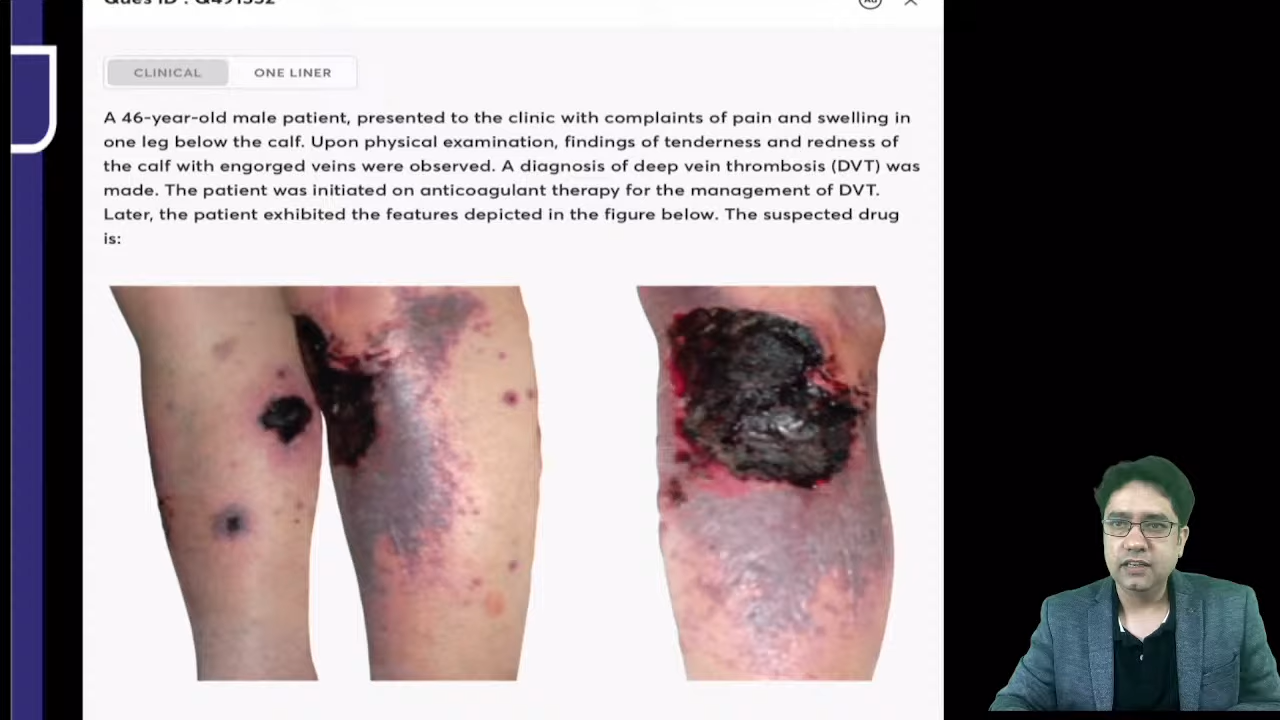 Ques ID : Q491332
CLINICAL
ONE LINER
A 46-year-old male patient, presented to the clinic with complaints of pain and swelling in
one leg below the calf. Upon physical examination, findings of tenderness and redness of
the calf with engorged veins were observed. A diagnosis of deep vein thrombosis (DVT) was
made. The patient was initiated on anticoagulant therapy for the management of DVT.
Later, the patient exhibited the features depicted in the figure below. The suspected drug
is: